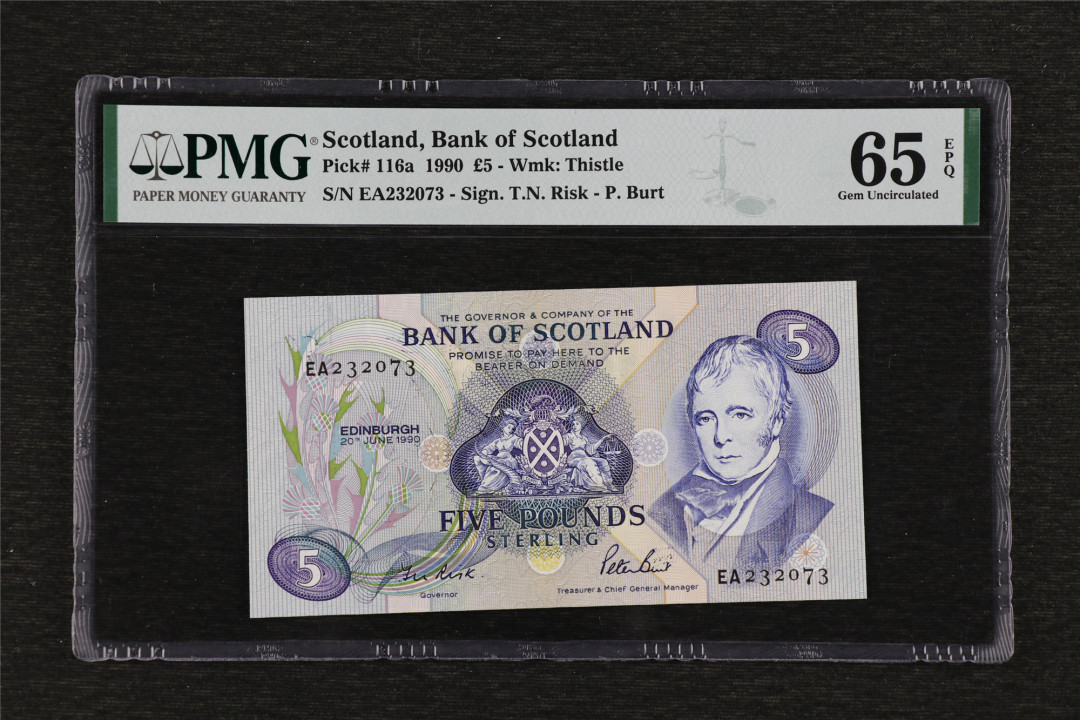 PMG®
PAPER MONEY GUARANTY
Scotland, Bank of Scotland
Pick# 116a 1990 £5 - Wmk: Thistle
S/N EA232073 - Sign. T.N. Risk - P. Burt
65 EPQ
Gem Uncirculated
THE GOVERNOR & COMPANY OF THE
BANK OF SCOTLAND
PROMISE TO PAY HERE TO THE
BEARER ON DEMAND
5
EA232073
EDINBURGH
20TH JUNE 1990
FIVE POUNDS
STERLING
5
Peter Burt
Governor
Treasurer & Chief General Manager
EA232073